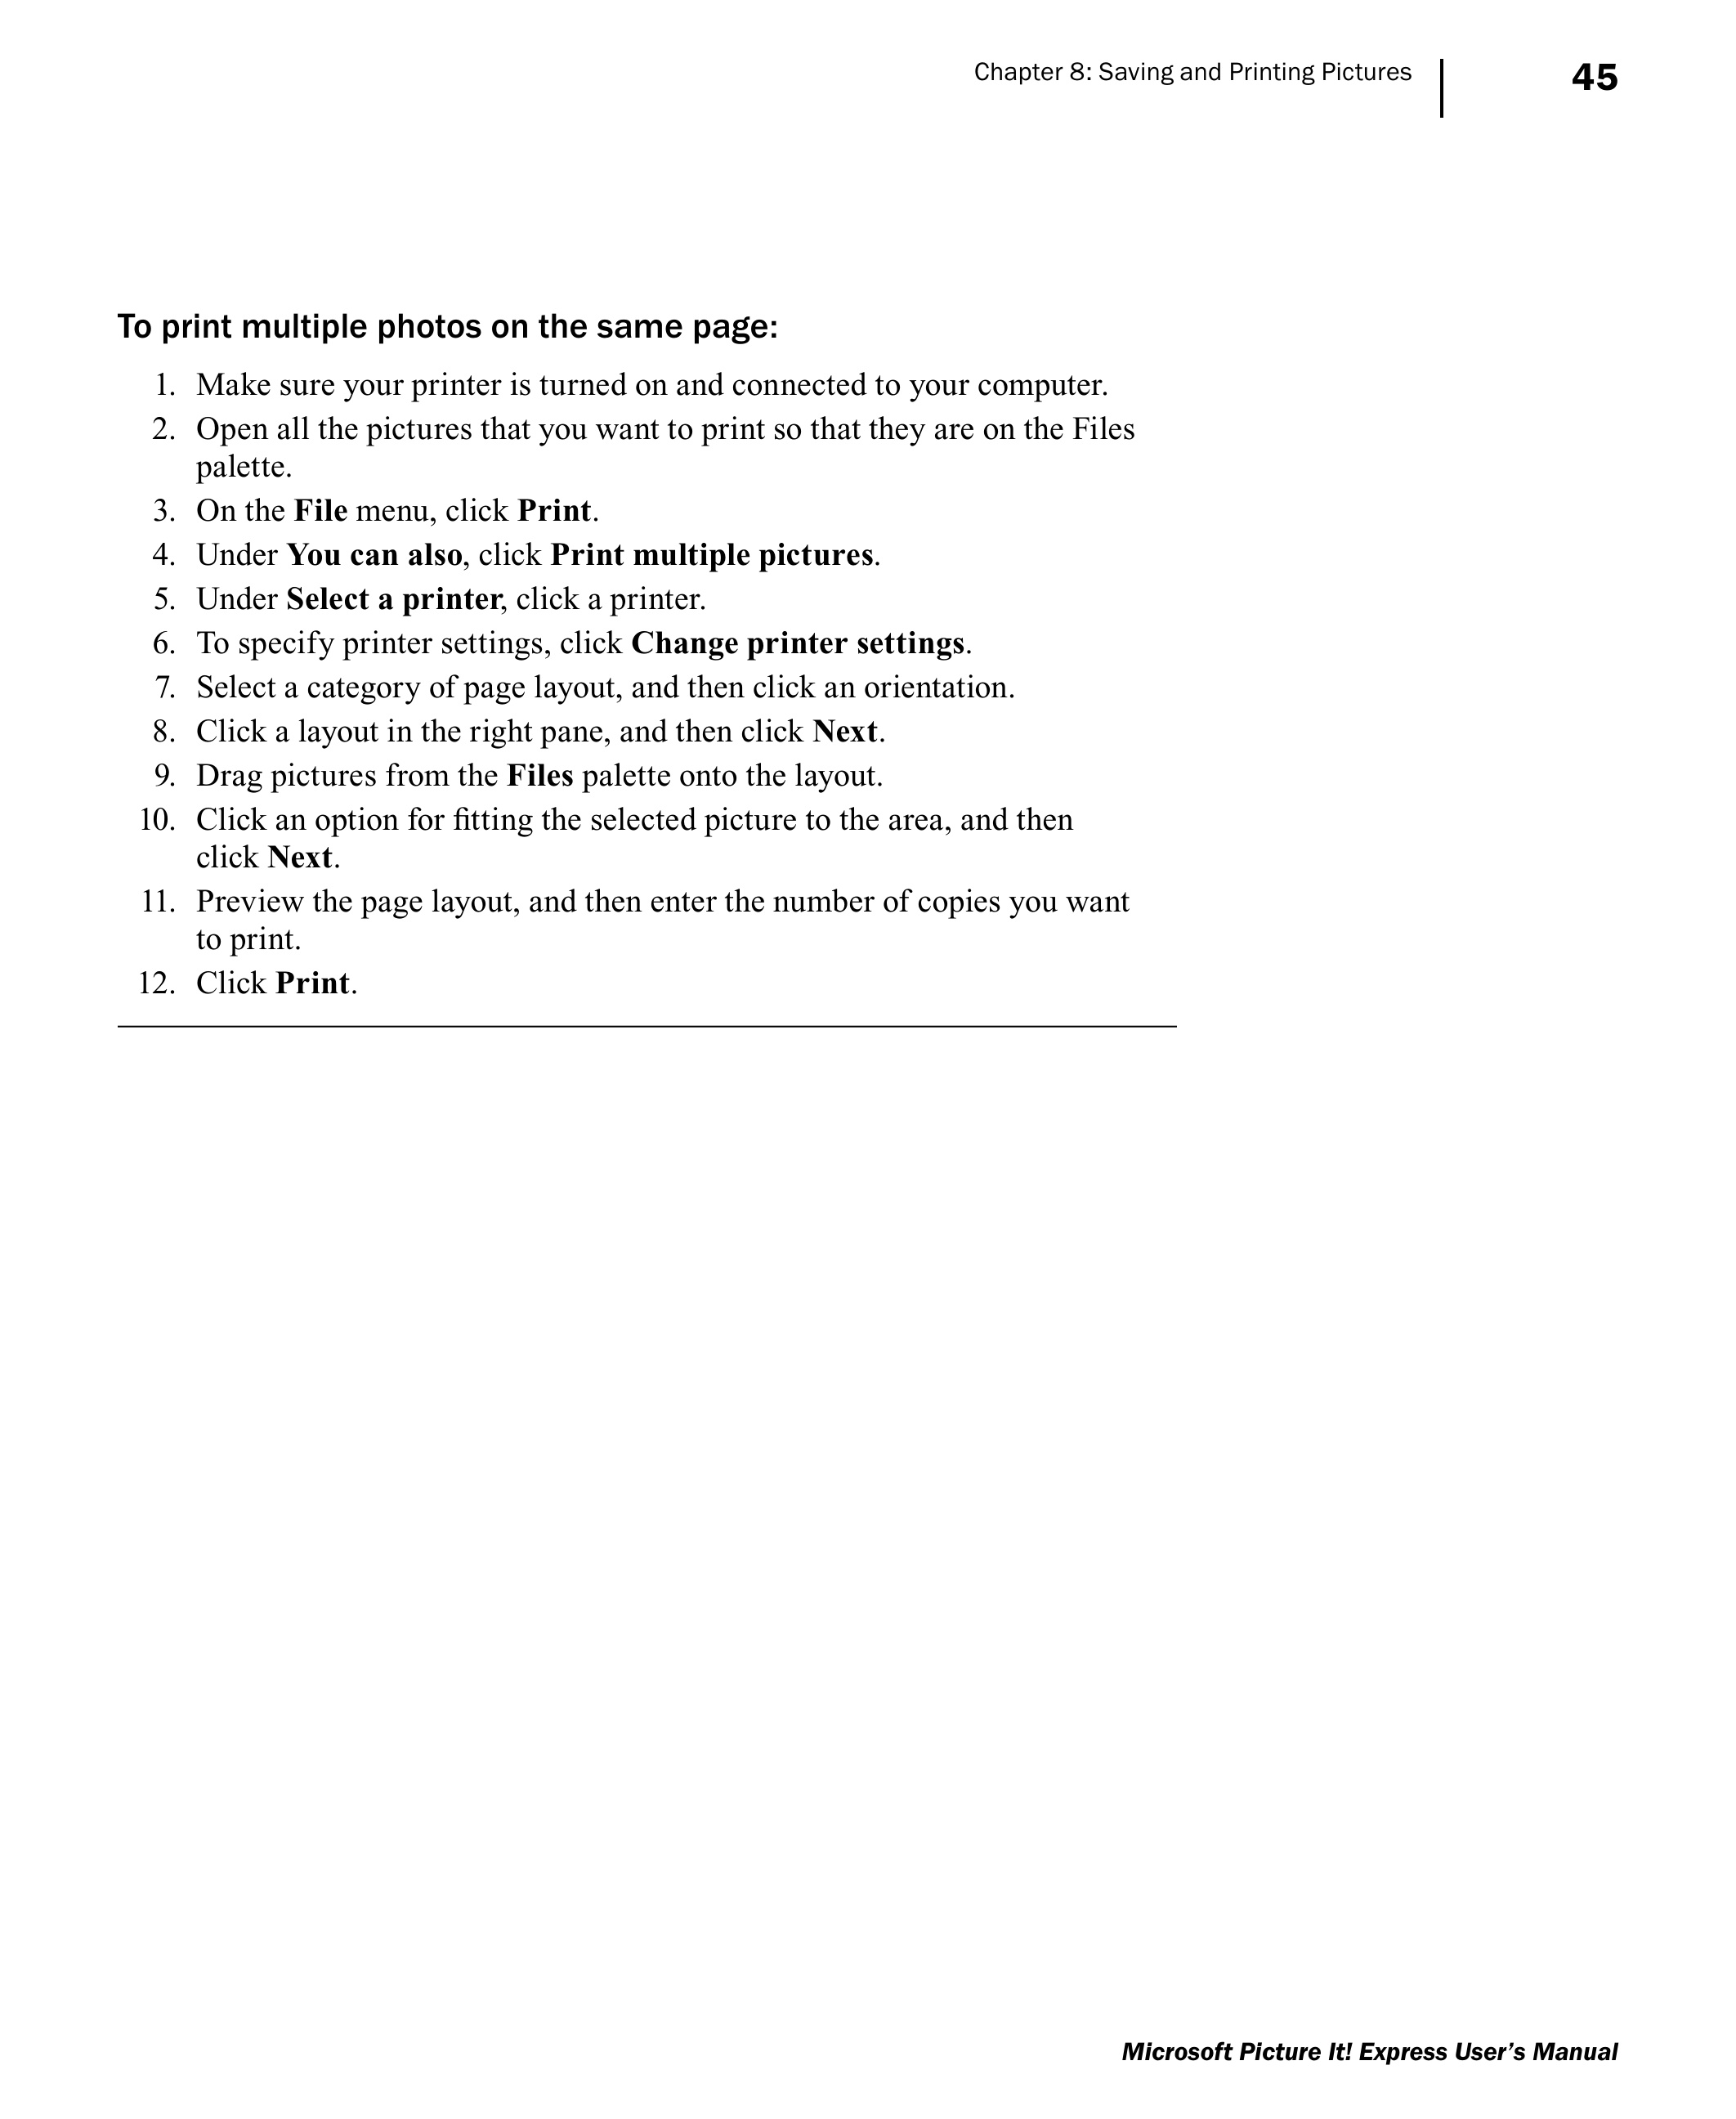 Chapter 8: Saving and Printing Pictures 45
To print multiple photos on the same page:
1. Make sure your printer is turned on and connected to your computer.
2. Open all the pictures that you want to print so that they are on the Files
palette.
3. On the File menu, click Print.
4. Under You can also, click Print multiple pictures.
5. Under Select a printer, click a printer.
6. To specify printer settings, click Change printer settings.
7. Select a category of page layout, and then click an orientation.
8. Click a layout in the right pane, and then click Next.
9. Drag pictures from the Files palette onto the layout.
10. Click an option for fitting the selected picture to the area, and then
click Next.
11. Preview the page layout, and then enter the number of copies you want
to print.
12. Click Print.
Microsoft Picture It! Express User’s Manual